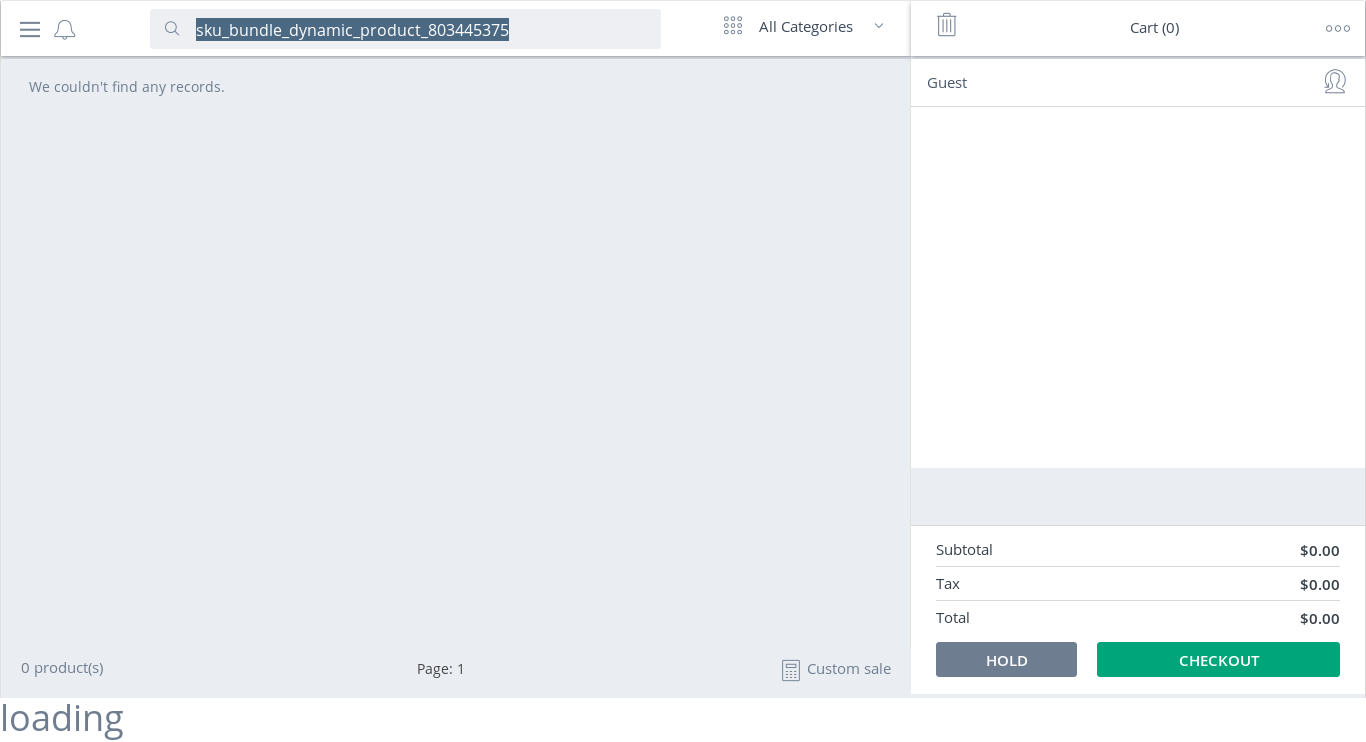 sku_bundle_dynamic_product_803445375
All Categories
Cart (0)
We couldn't find any records.
Guest
Subtotal $0.00
Tax $0.00
Total $0.00
HOLD CHECKOUT
0 product(s) Page: 1 Custom sale
loading